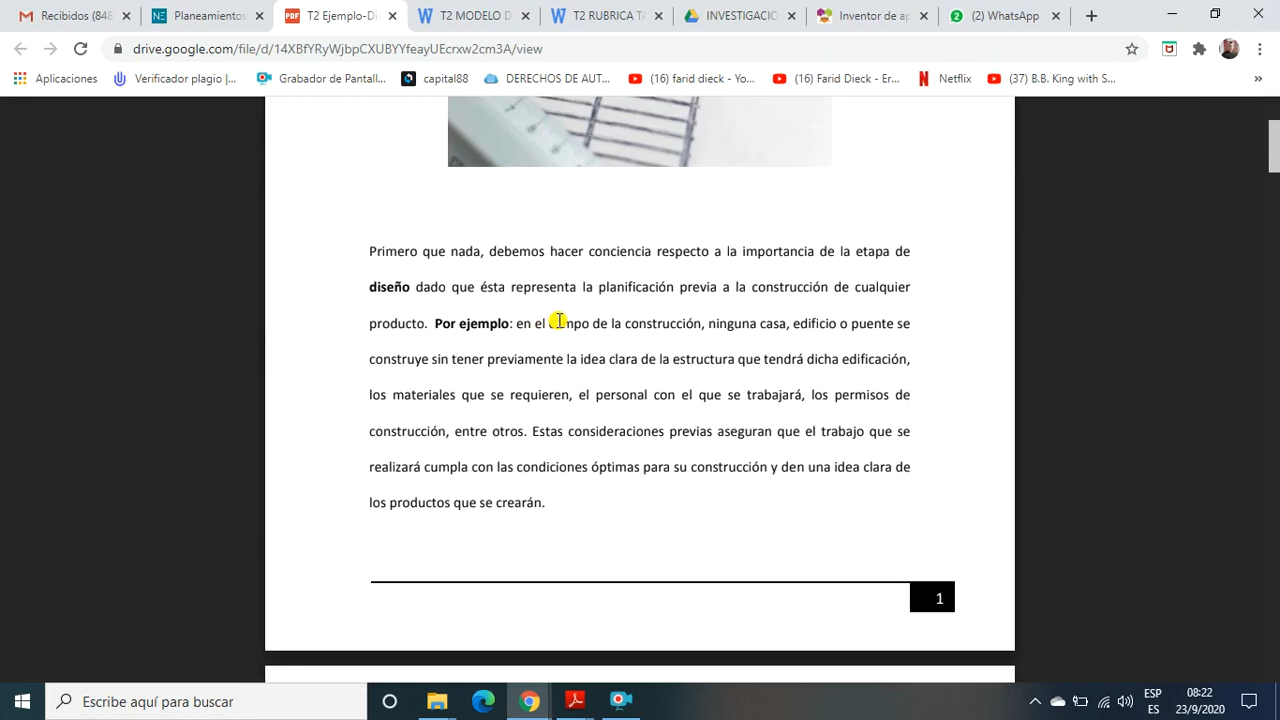 Recibidos (848
Planeamientos
T2 Ejemplo-Di
T2 MODELO DA
T2 RUBRICA TA
INVESTIGACIO
Inventor de ap
(2) WhatsApp
drive.google.com/file/d/14XBfYRyWjbpCXUBYYfeayUEcrxw2cm3A/view
Aplicaciones
Verificador plagio |...
Grabador de Pantall...
capital88
DERECHOS DE AUT...
(16) farid dieck - Yo...
(16) Farid Dieck - Er...
Netflix
(37) B.B. King with S...
Primero que nada, debemos hacer conciencia respecto a la importancia de la etapa de
diseño dado que ésta representa la planificación previa a la construcción de cualquier
producto. Por ejemplo: en el campo de la construcción, ninguna casa, edificio o puente se
construye sin tener previamente la idea clara de la estructura que tendrá dicha edificación,
los materiales que se requieren, el personal con el que se trabajará, los permisos de
construcción, entre otros. Estas consideraciones previas aseguran que el trabajo que se
realizará cumpla con las condiciones óptimas para su construcción y den una idea clara de
los productos que se crearán.
1
Escribe aquí para buscar
ESP
ES
08:22
23/9/2020